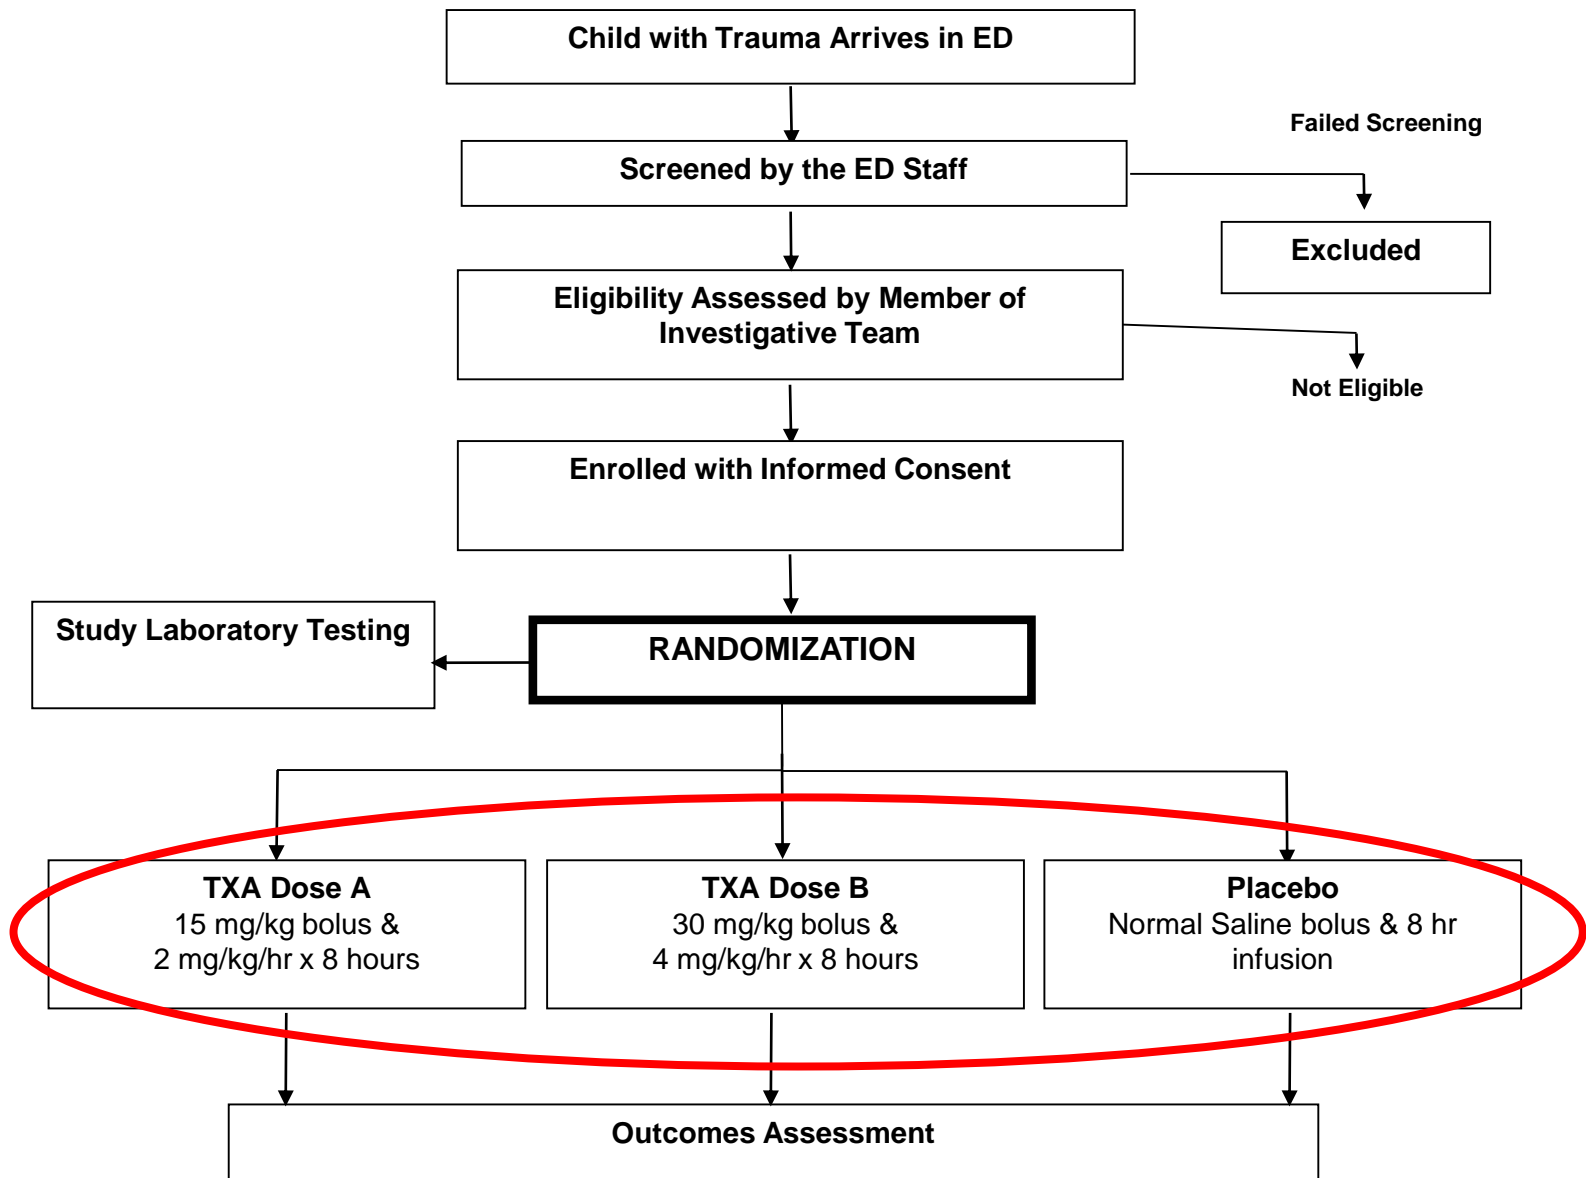 Child with Trauma Arrives in ED
Failed Screening
Screened by the ED Staff
Excluded
Eligibility Assessed by Member of
Investigative Team
Not Eligible
Enrolled with Informed Consent
Study Laboratory Testing
RANDOMIZATION
TXA Dose A
15 mg/kg bolus &
2 mg/kg/hr x 8 hours
TXA Dose B
30 mg/kg bolus &
4 mg/kg/hr x 8 hours
Placebo
Normal Saline bolus & 8 hr
infusion
Outcomes Assessment